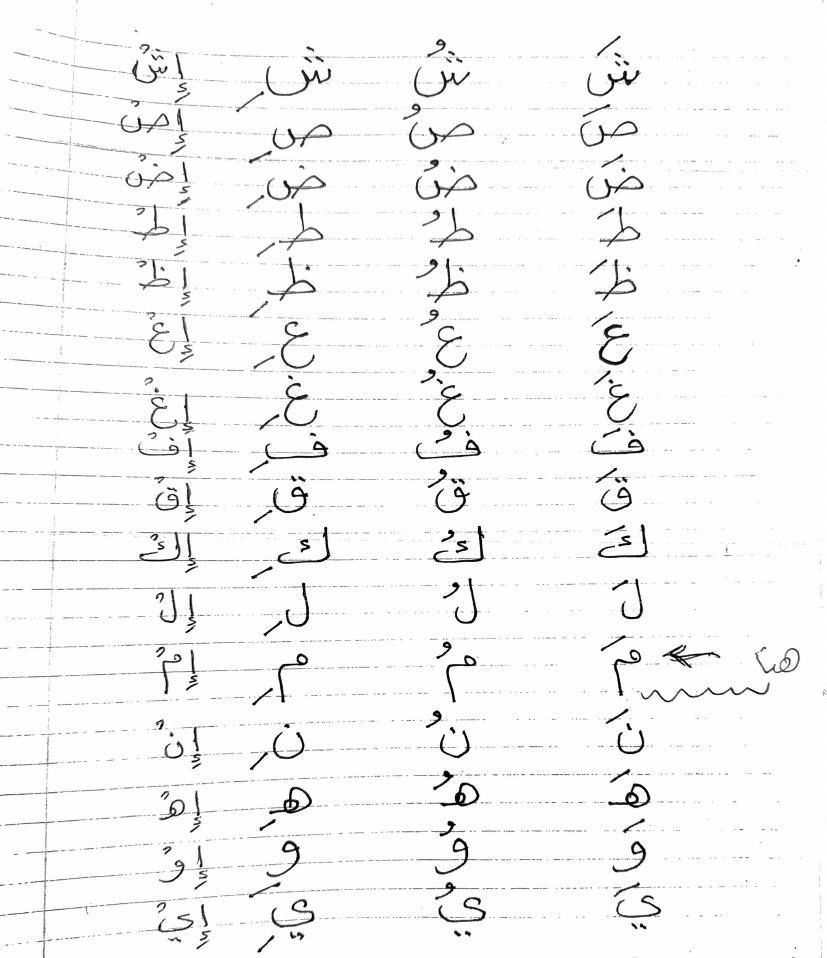 شَ شُ شِ إِشْ
صَ صُ صِ إِصْ
ضَ ضُ ضِ إِضْ
طَ طُ طِ إِطْ
ظَ ظُ ظِ إِظْ
عَ عُ عِ إِعْ
غَ غُ غِ إِغْ
فَ فُ فِ إِفْ
قَ قُ قِ إِقْ
كَ كُ كِ إِكْ
لَ لُ لِ إِلْ
هنا مَ مُ مِ إِمْ
نَ نُ نِ إِنْ
هَ هُ هِ إِهْ
وَ وُ وِ إِوْ
يَ يُ يِ إِيْ